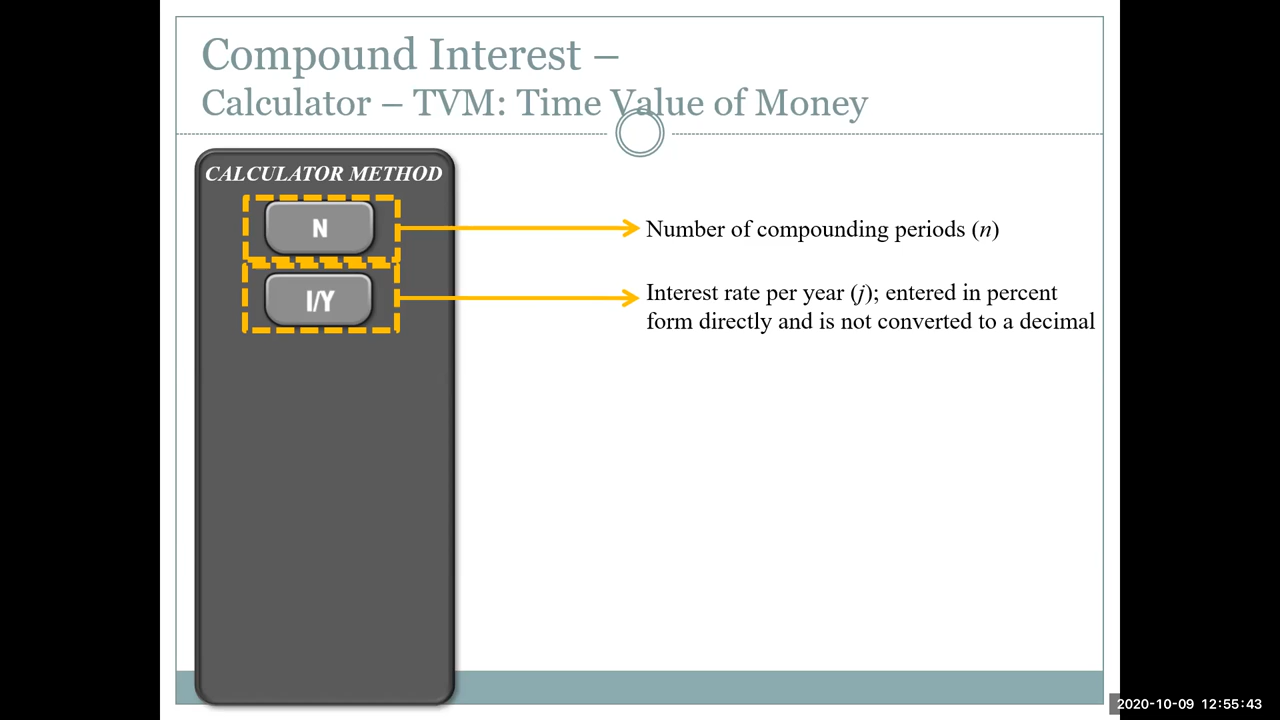 Compound Interest –
Calculator – TVM: Time Value of Money
CALCULATOR METHOD
N
Number of compounding periods (n)
I/Y
Interest rate per year (j); entered in percent
form directly and is not converted to a decimal
2020-10-09 12:55:43